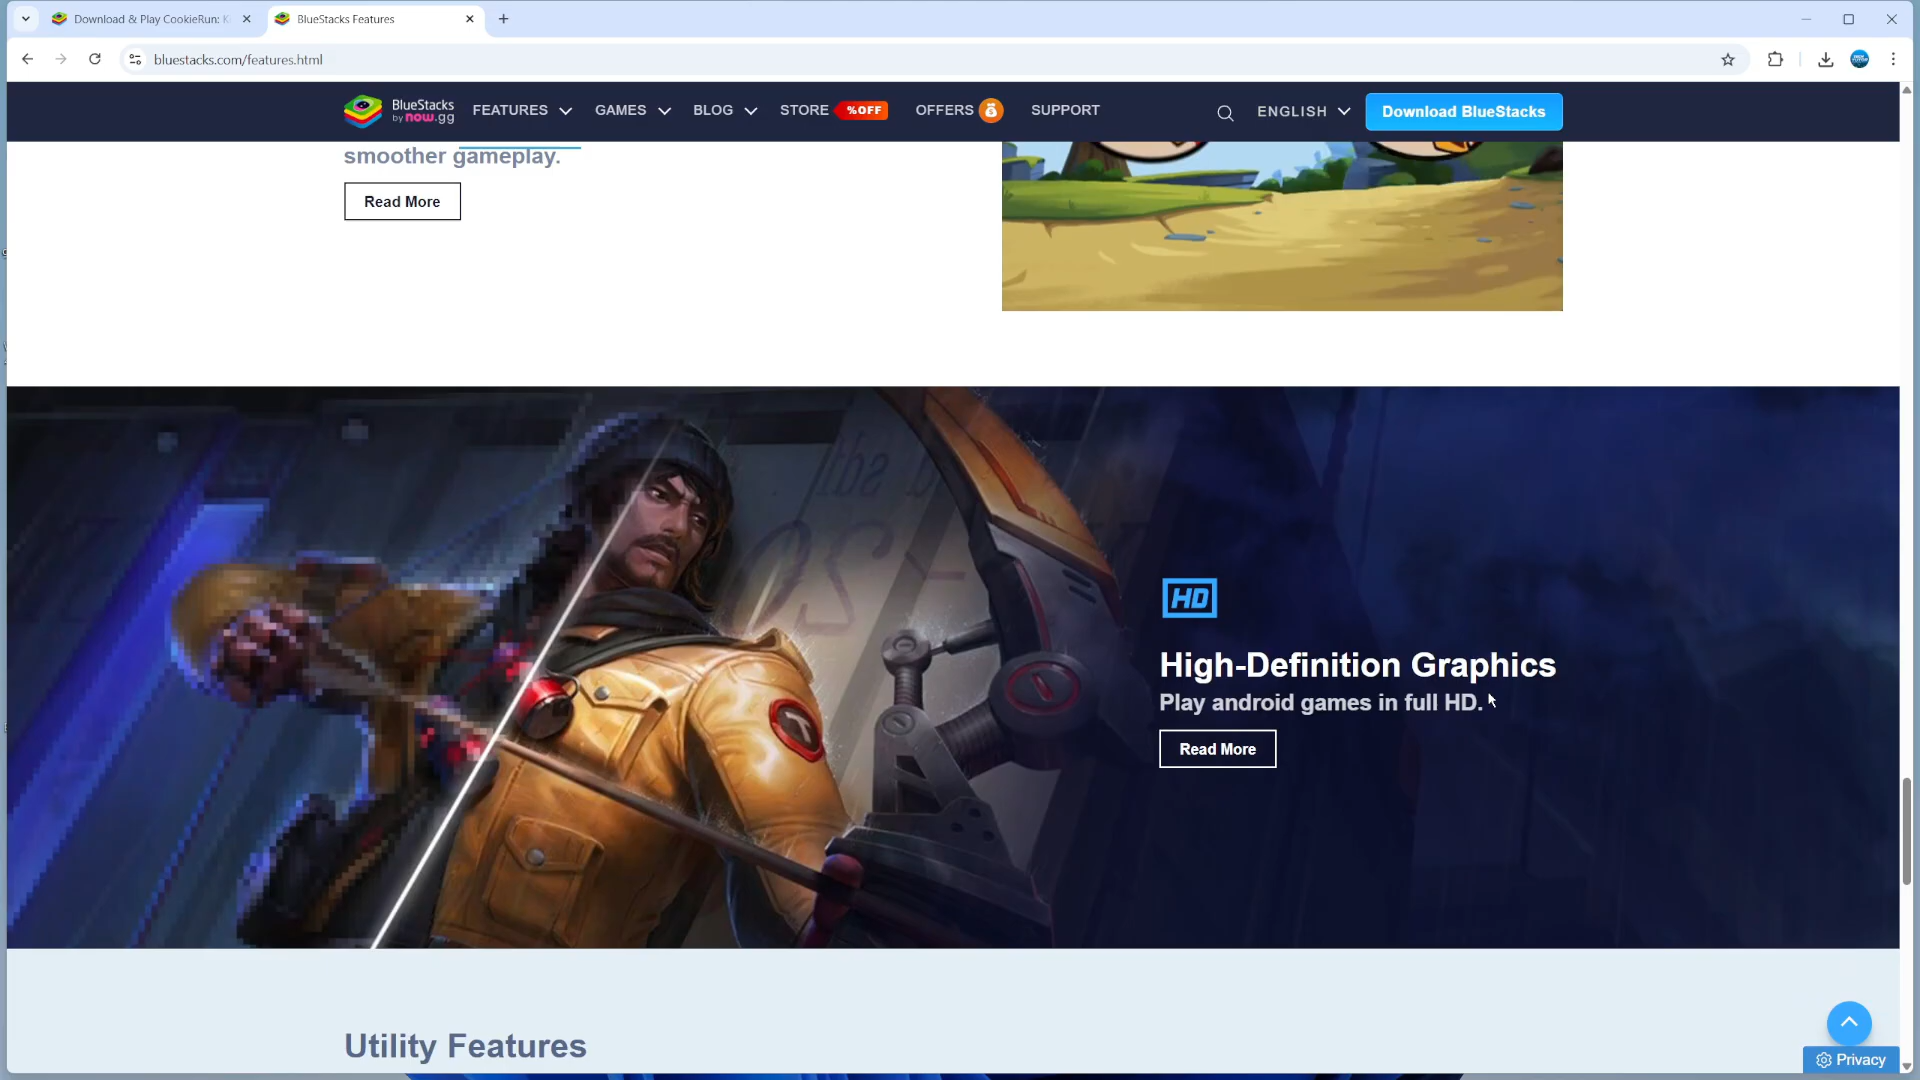 Download & Play CookieRun: K
BlueStacks Features
bluestacks.com/features.html
BlueStacks
by now.gg
FEATURES
GAMES
BLOG
STORE
%OFF
OFFERS
SUPPORT
ENGLISH
Download BlueStacks
smoother gameplay.
Read More
HD
High-Definition Graphics
Play android games in full HD.
Read More
Utility Features
Privacy